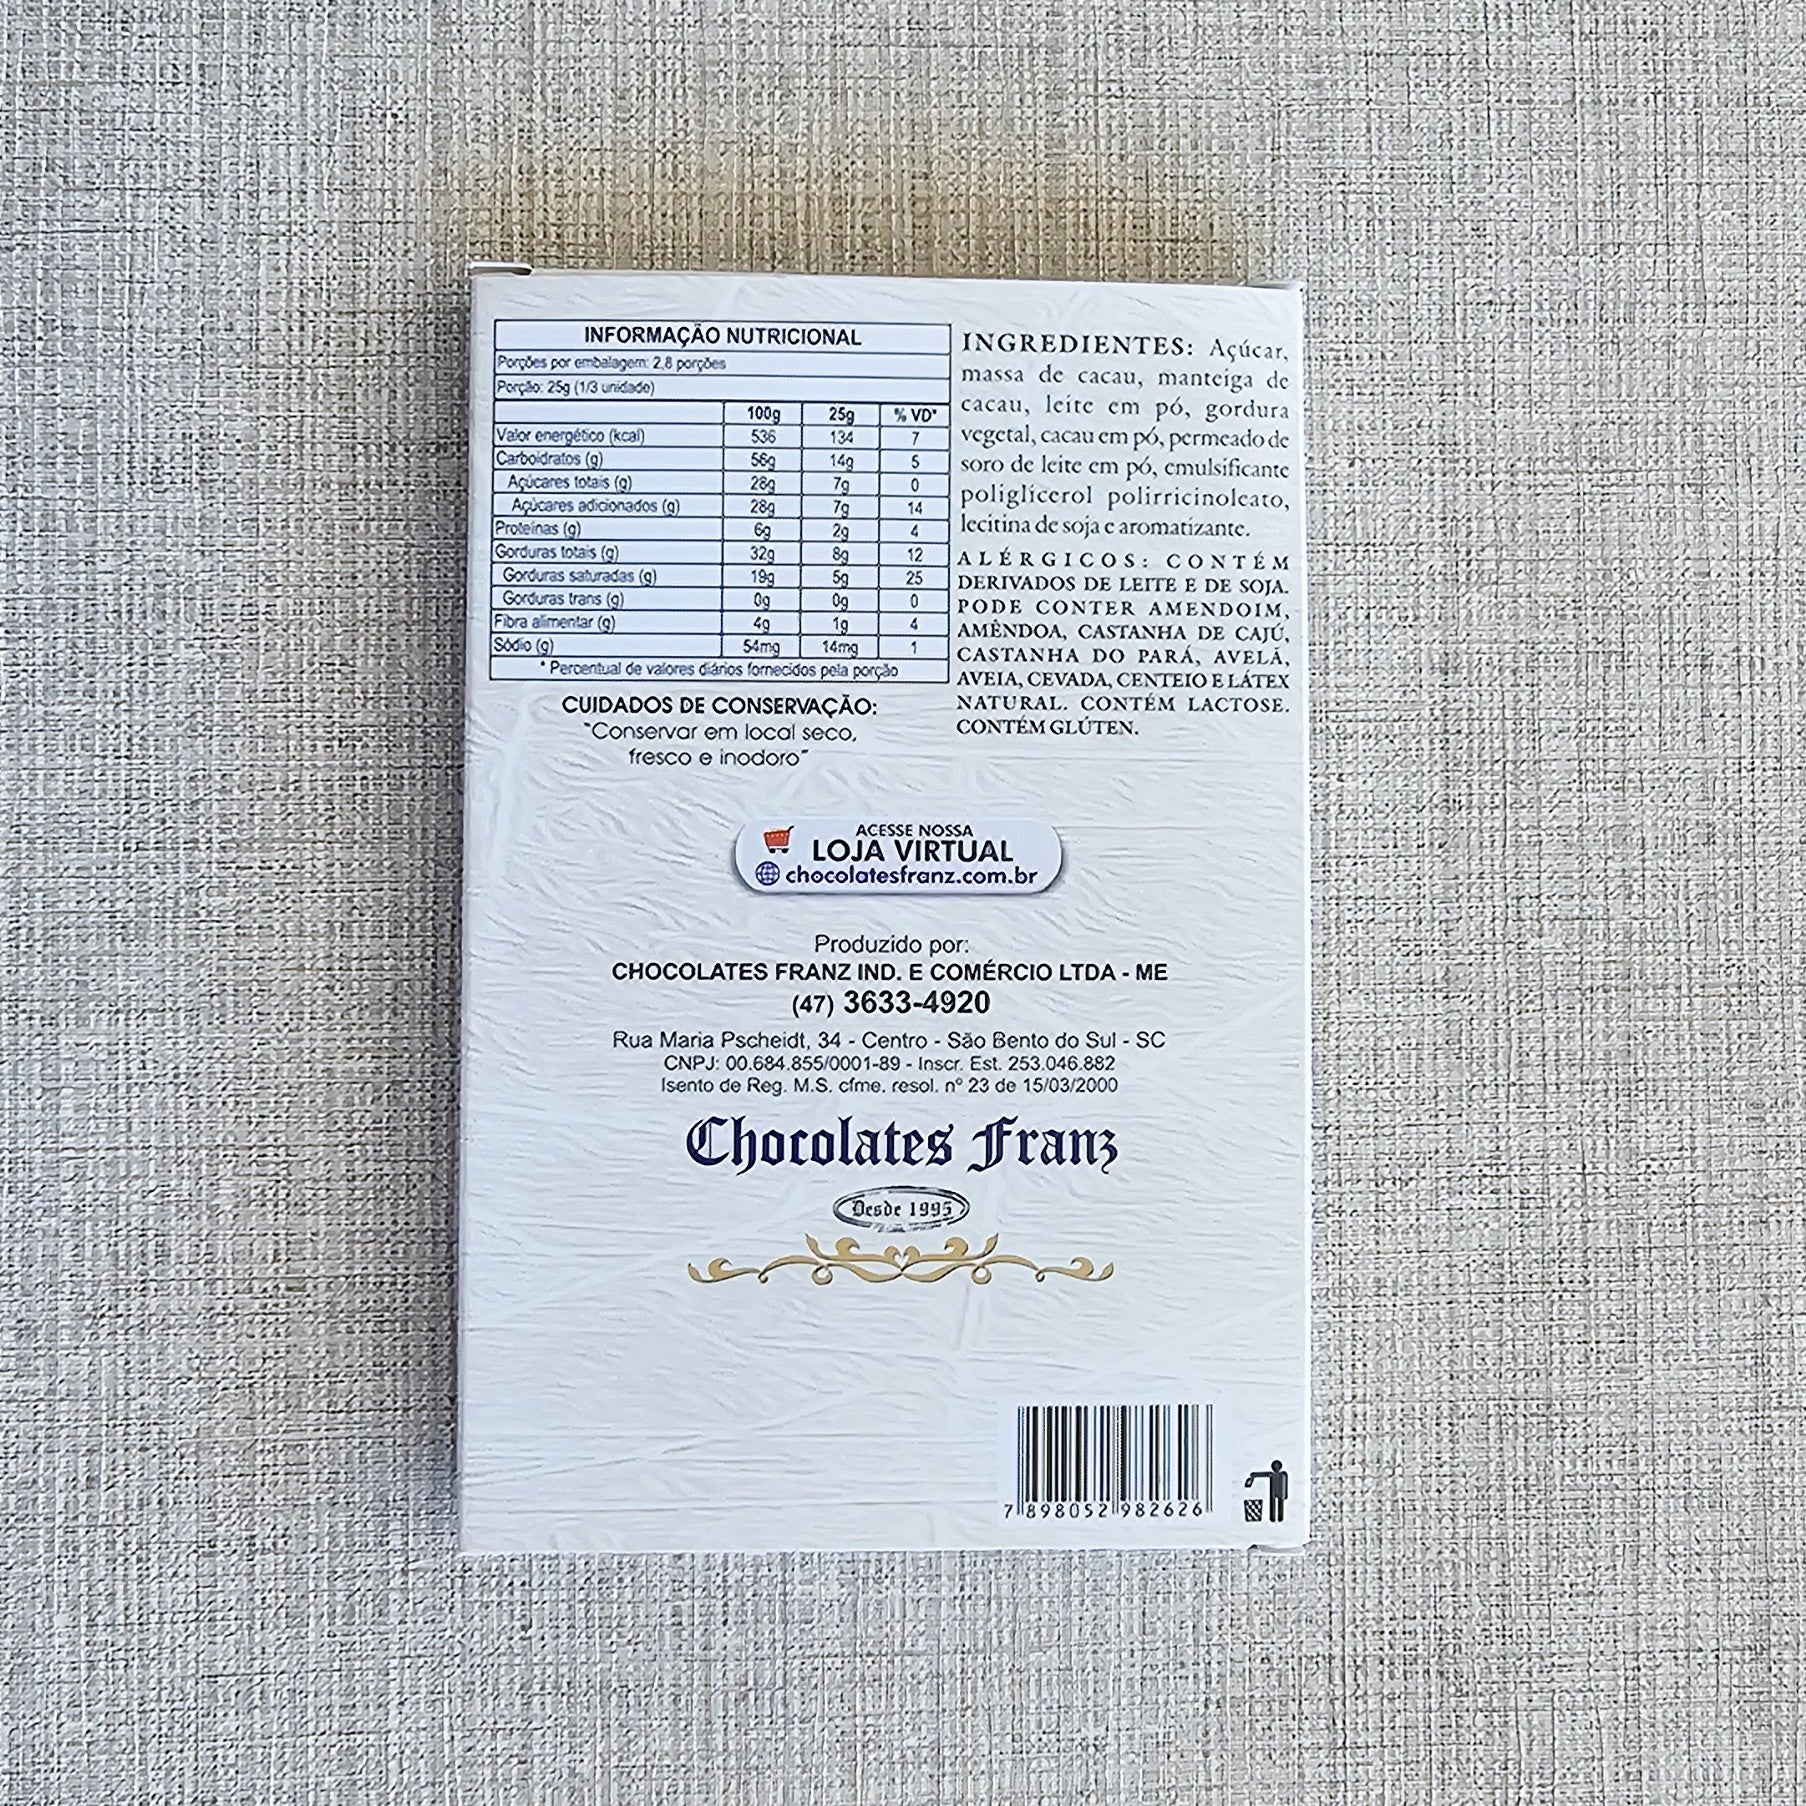 INFORMAÇÃO NUTRICIONAL
Porções por embalagem: 2,8 porções
Porção: 25g (1/3 unidade)
100g 25g % VD*
Valor energético (kcal) 536 134 7
Carboidratos (g) 56g 14g 5
Açúcares totais (g) 28g 7g 0
Açúcares adicionados (g) 28g 7g 14
Proteínas (g) 6g 2g 4
Gorduras totais (g) 32g 8g 12
Gorduras saturadas (g) 19g 5g 25
Gorduras trans (g) 0g 0g 0
Fibra alimentar (g) 4g 1g 4
Sódio (g) 54mg 14mg 1
* Percentual de valores diários fornecidos pela porção
CUIDADOS DE CONSERVAÇÃO:
"Conservar em local seco,
fresco e inodoro"
INGREDIENTES: Açúcar,
massa de cacau, manteiga de
cacau, leite em pó, gordura
vegetal, cacau em pó, permeado de
soro de leite em pó, emulsificante
poliglicerol polirricinoleato,
lecitina de soja e aromatizante.
ALÉRGICOS: CONTÉM
DERIVADOS DE LEITE E DE SOJA.
PODE CONTER AMENDOIM,
AMÊNDOA, CASTANHA DE CAJÚ,
CASTANHA DO PARÁ, AVELÃ,
AVEIA, CEVADA, CENTEIO E LÁTEX
NATURAL. CONTÉM LACTOSE.
CONTÉM GLÚTEN.
ACESSE NOSSA
LOJA VIRTUAL
chocolatesfranz.com.br
Produzido por:
CHOCOLATES FRANZ IND. E COMÉRCIO LTDA - ME
(47) 3633-4920
Rua Maria Pscheidt, 34 - Centro - São Bento do Sul - SC
CNPJ: 00.684.855/0001-89 - Inscr. Est. 253.046.882
Isento de Reg. M.S. cfme. resol. nº 23 de 15/03/2000
Chocolates Franz
Desde 1995
7 898052 982626